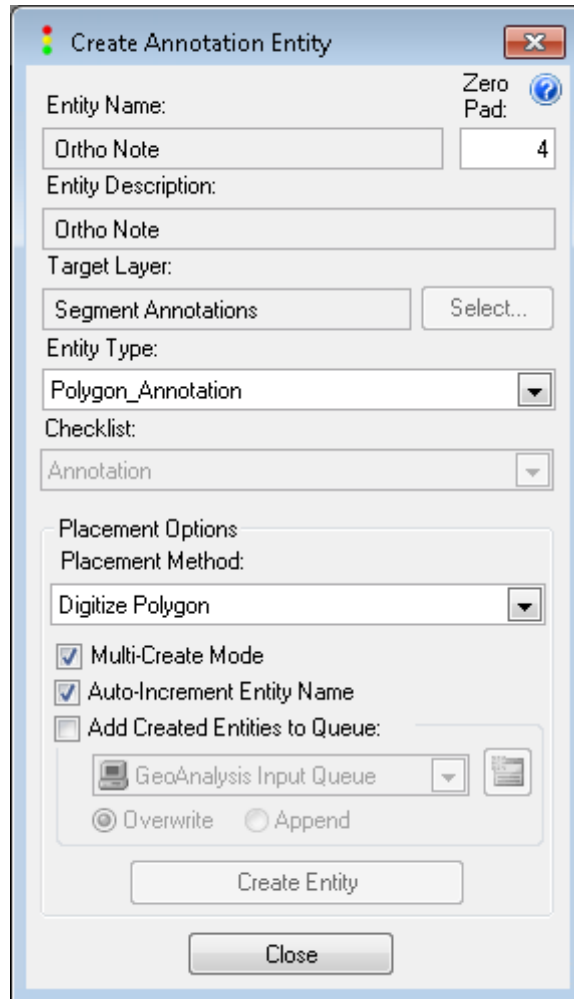 Create Annotation Entity
Zero
Pad:
Entity Name:
Ortho Note
4
Entity Description:
Ortho Note
Target Layer:
Segment Annotations
Select...
Entity Type:
Polygon_Annotation
Checklist:
Annotation
Placement Options
Placement Method:
Digitize Polygon
Multi-Create Mode
Auto-Increment Entity Name
Add Created Entities to Queue:
GeoAnalysis Input Queue
Overwrite Append
Create Entity
Close